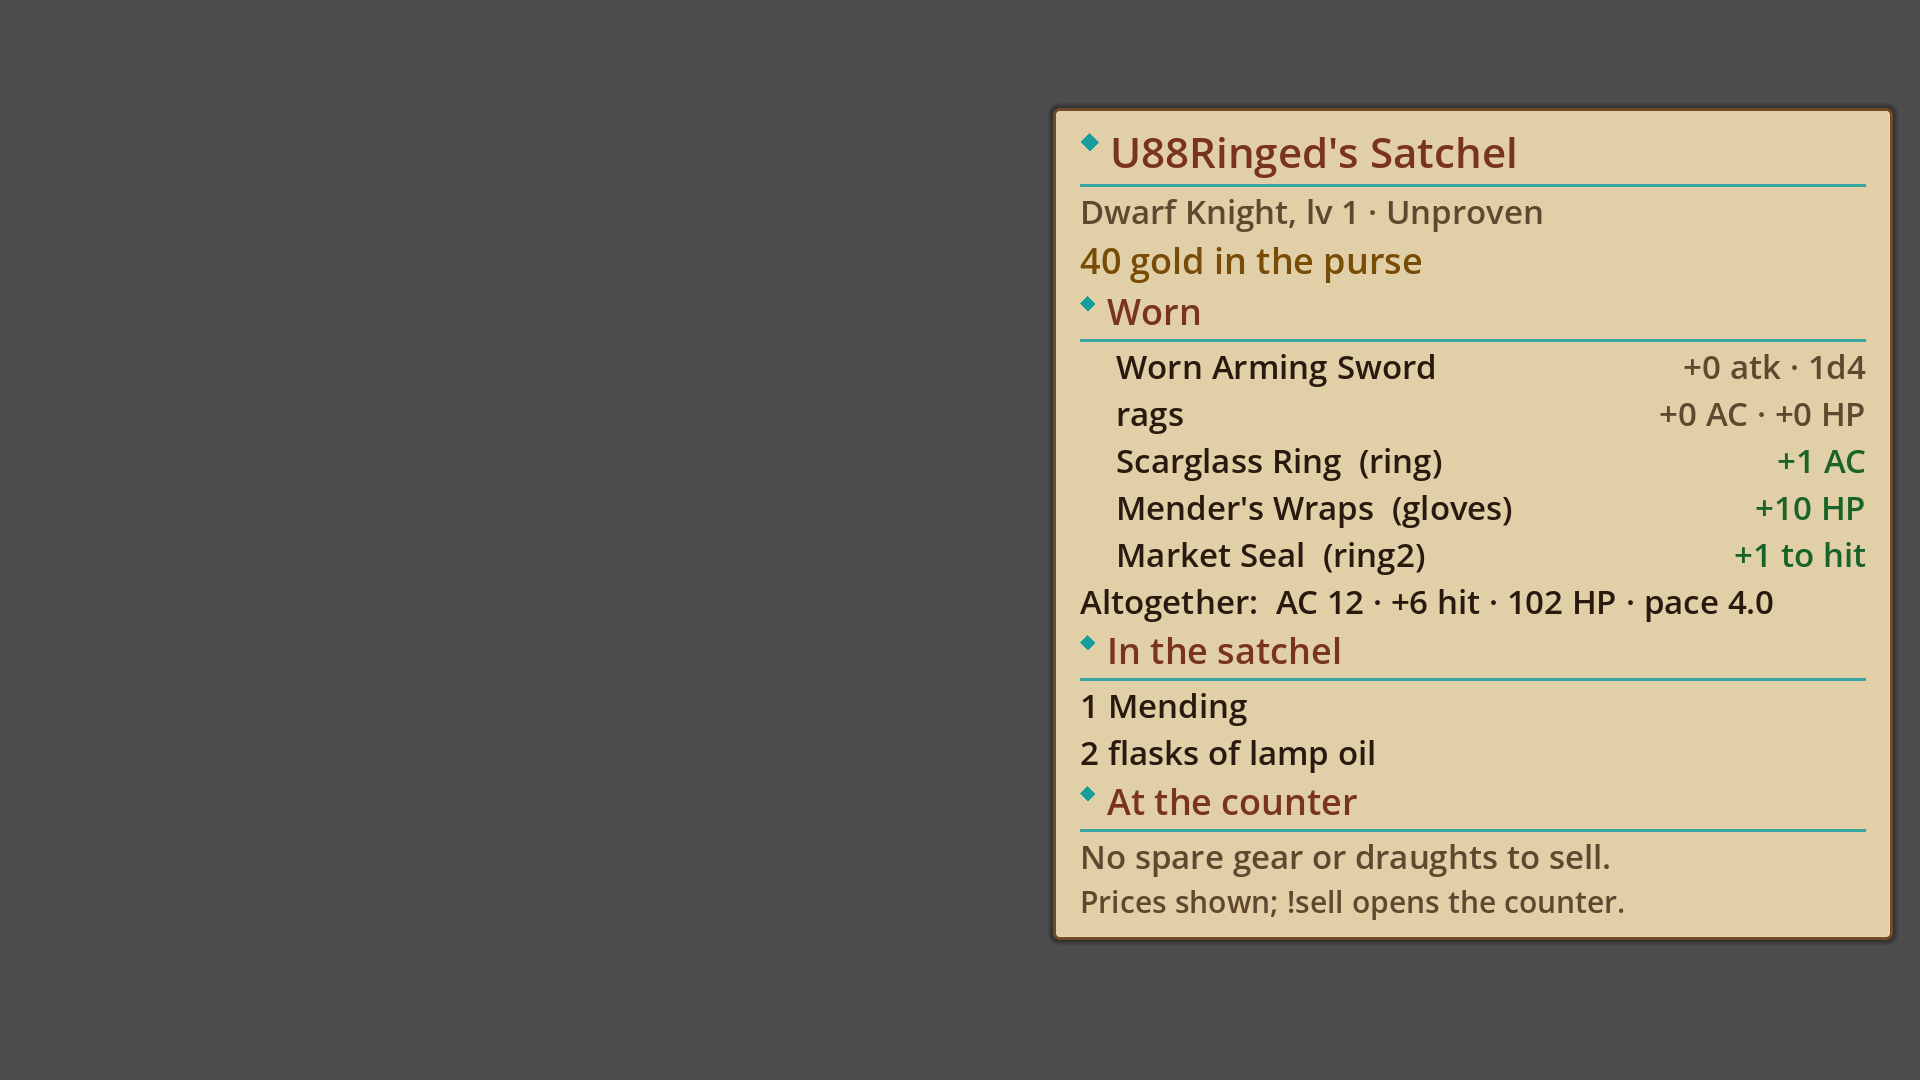 U88Ringed's Satchel
Dwarf Knight, lv 1 · Unproven
40 gold in the purse
Worn
Worn Arming Sword +0 atk · 1d4
rags +0 AC · +0 HP
Scarglass Ring (ring) +1 AC
Mender's Wraps (gloves) +10 HP
Market Seal (ring2) +1 to hit
Altogether: AC 12 · +6 hit · 102 HP · pace 4.0
In the satchel
1 Mending
2 flasks of lamp oil
At the counter
No spare gear or draughts to sell.
Prices shown; !sell opens the counter.